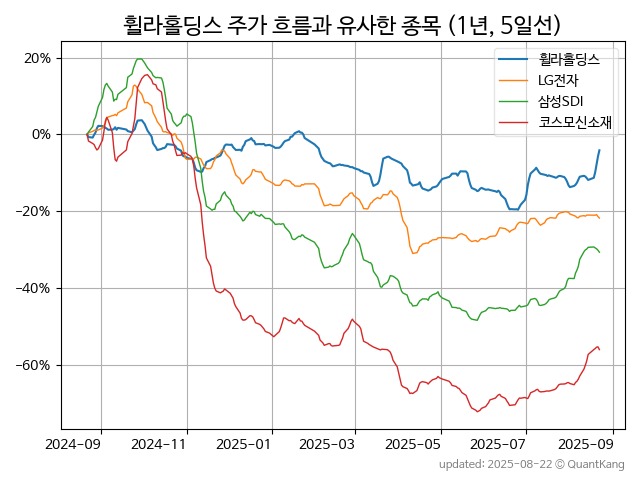 휠라홀딩스 주가 흐름과 유사한 종목 (1년, 5일선)
휠라홀딩스
LG전자
삼성SDI
코스모신소재
20%
0%
−20%
−40%
−60%
2024-09 2024-11 2025-01 2025-03 2025-05 2025-07 2025-09
updated: 2025-08-22 © QuantKang